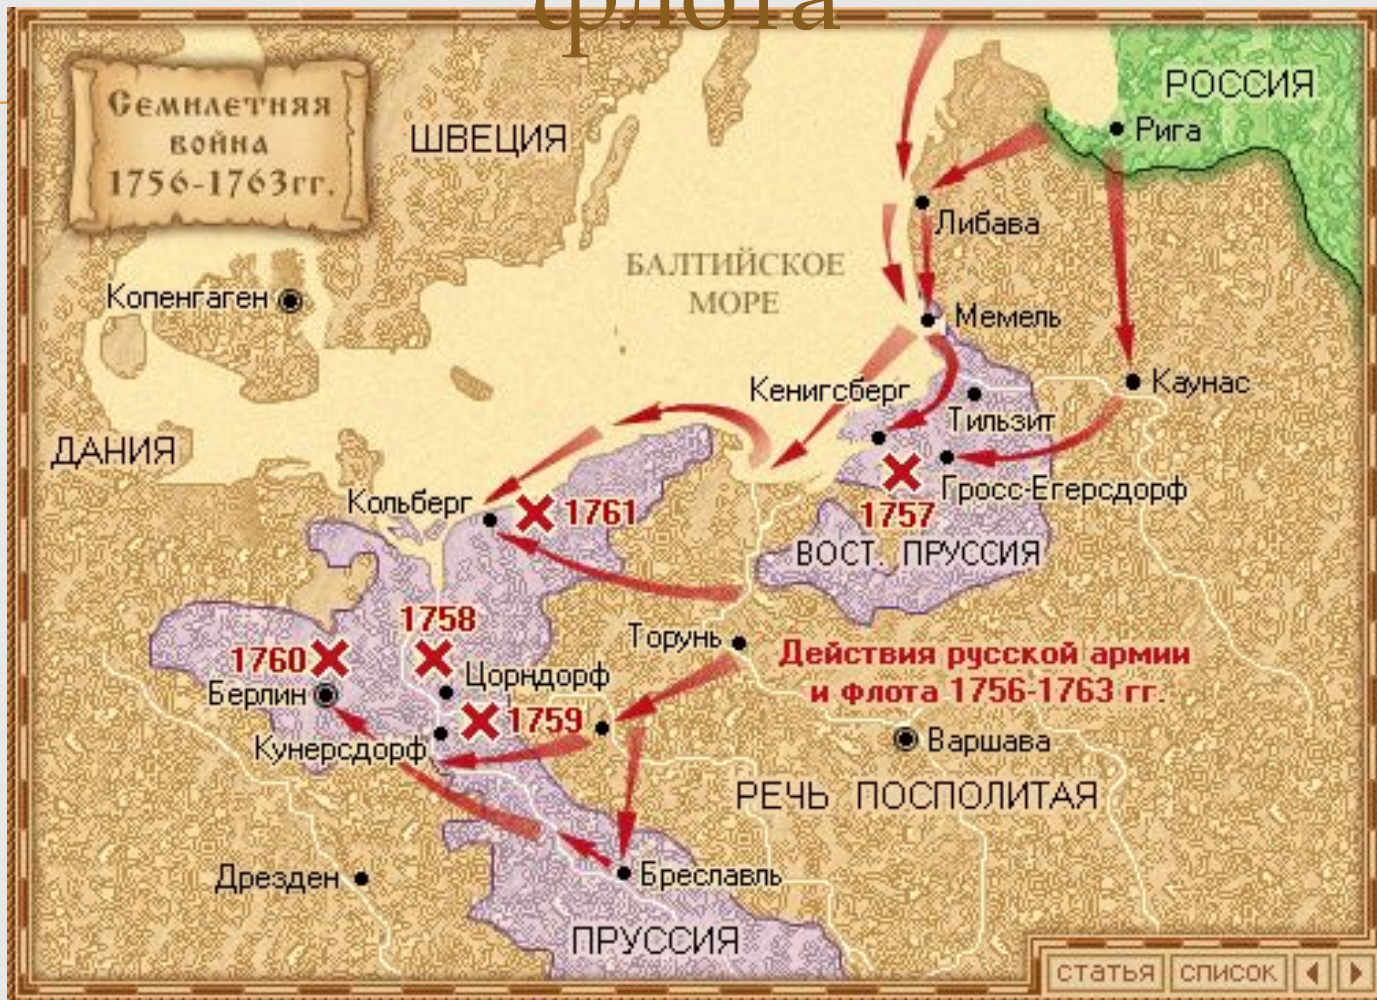 флота
Семилетняя
война
1756-1763гг.
РОССИЯ
Рига
ШВЕЦИЯ
Либава
БАЛТИЙСКОЕ
МОРЕ
Копенгаген
Мемель
Кенигсберг
Каунас
Тильзит
ДАНИЯ
Кольберг
1761
Гросс-Егерсдорф
1757
ВОСТ. ПРУССИЯ
1758
Торунь
Действия русской армии
и флота 1756-1763 гг.
1760
Цорндорф
Берлин
1759
Кунерсдорф
Варшава
РЕЧЬ ПОСПОЛИТАЯ
Дрезден
Бреславль
ПРУССИЯ
статья список